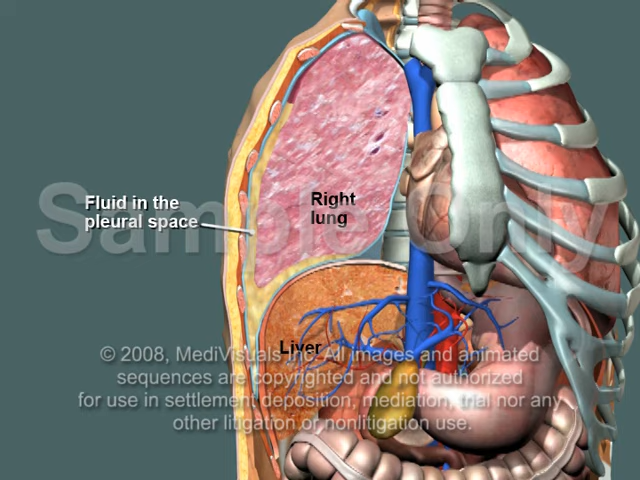 Fluid in the
pleural space
Right
lung
Sample Only
Liver
© 2008, MediVisuals Inc. All images and animated
sequences are copyrighted and not authorized
for use in settlement deposition, mediation, trial nor any
other litigation or nonlitigation use.